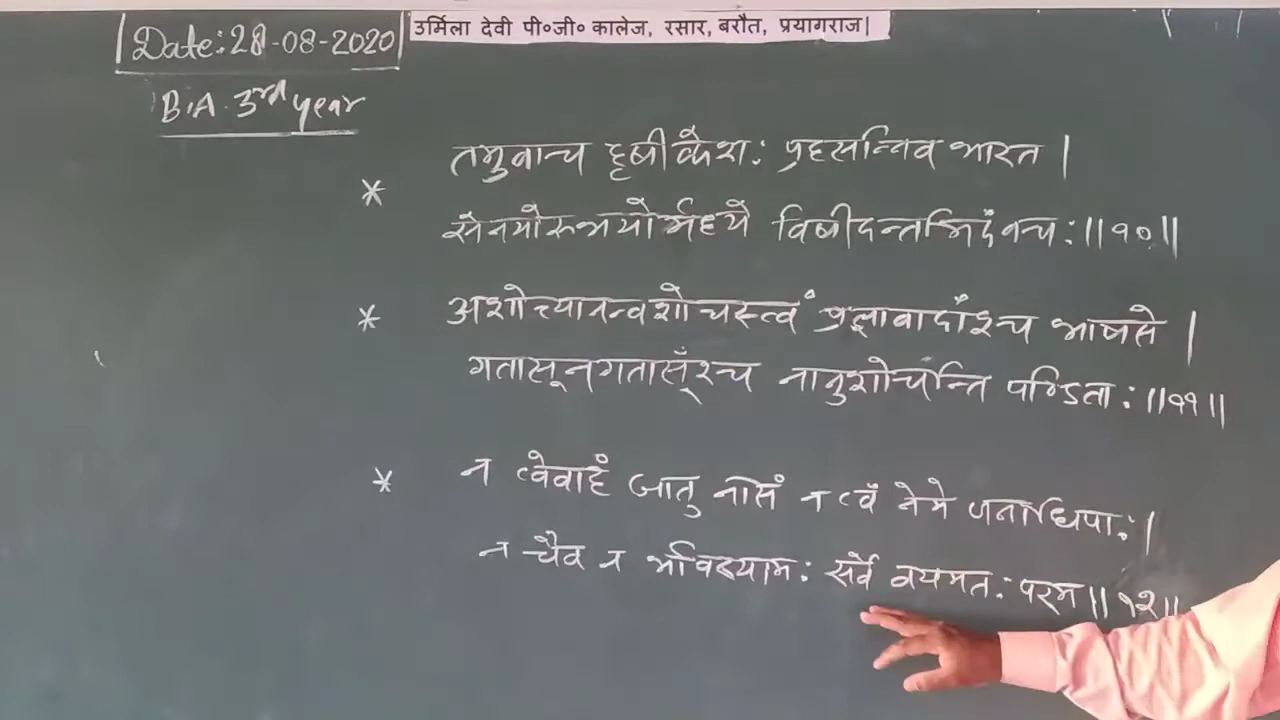 Date:28-08-2020
उर्मिला देवी पी०जी० कालेज, रसार, बरौत, प्रयागराज|
B.A. 3rd year
तमुवाच हृषीकेशः प्रहसन्निव भारत |
* सेनयोरुभयोर्मध्ये विषीदन्तमिदं वचः ||१०||
* अशोच्यानन्वशोचस्त्वं प्रज्ञावादांश्च भाषसे |
गतासूनगतासूँश्च नानुशोचन्ति पण्डिताः ||११||
* न त्वेवाहं जातु नासं न त्वं नेमे जनाधिपाः |
न चैव न भविष्यामः सर्वे वयमतः परम ||१२||